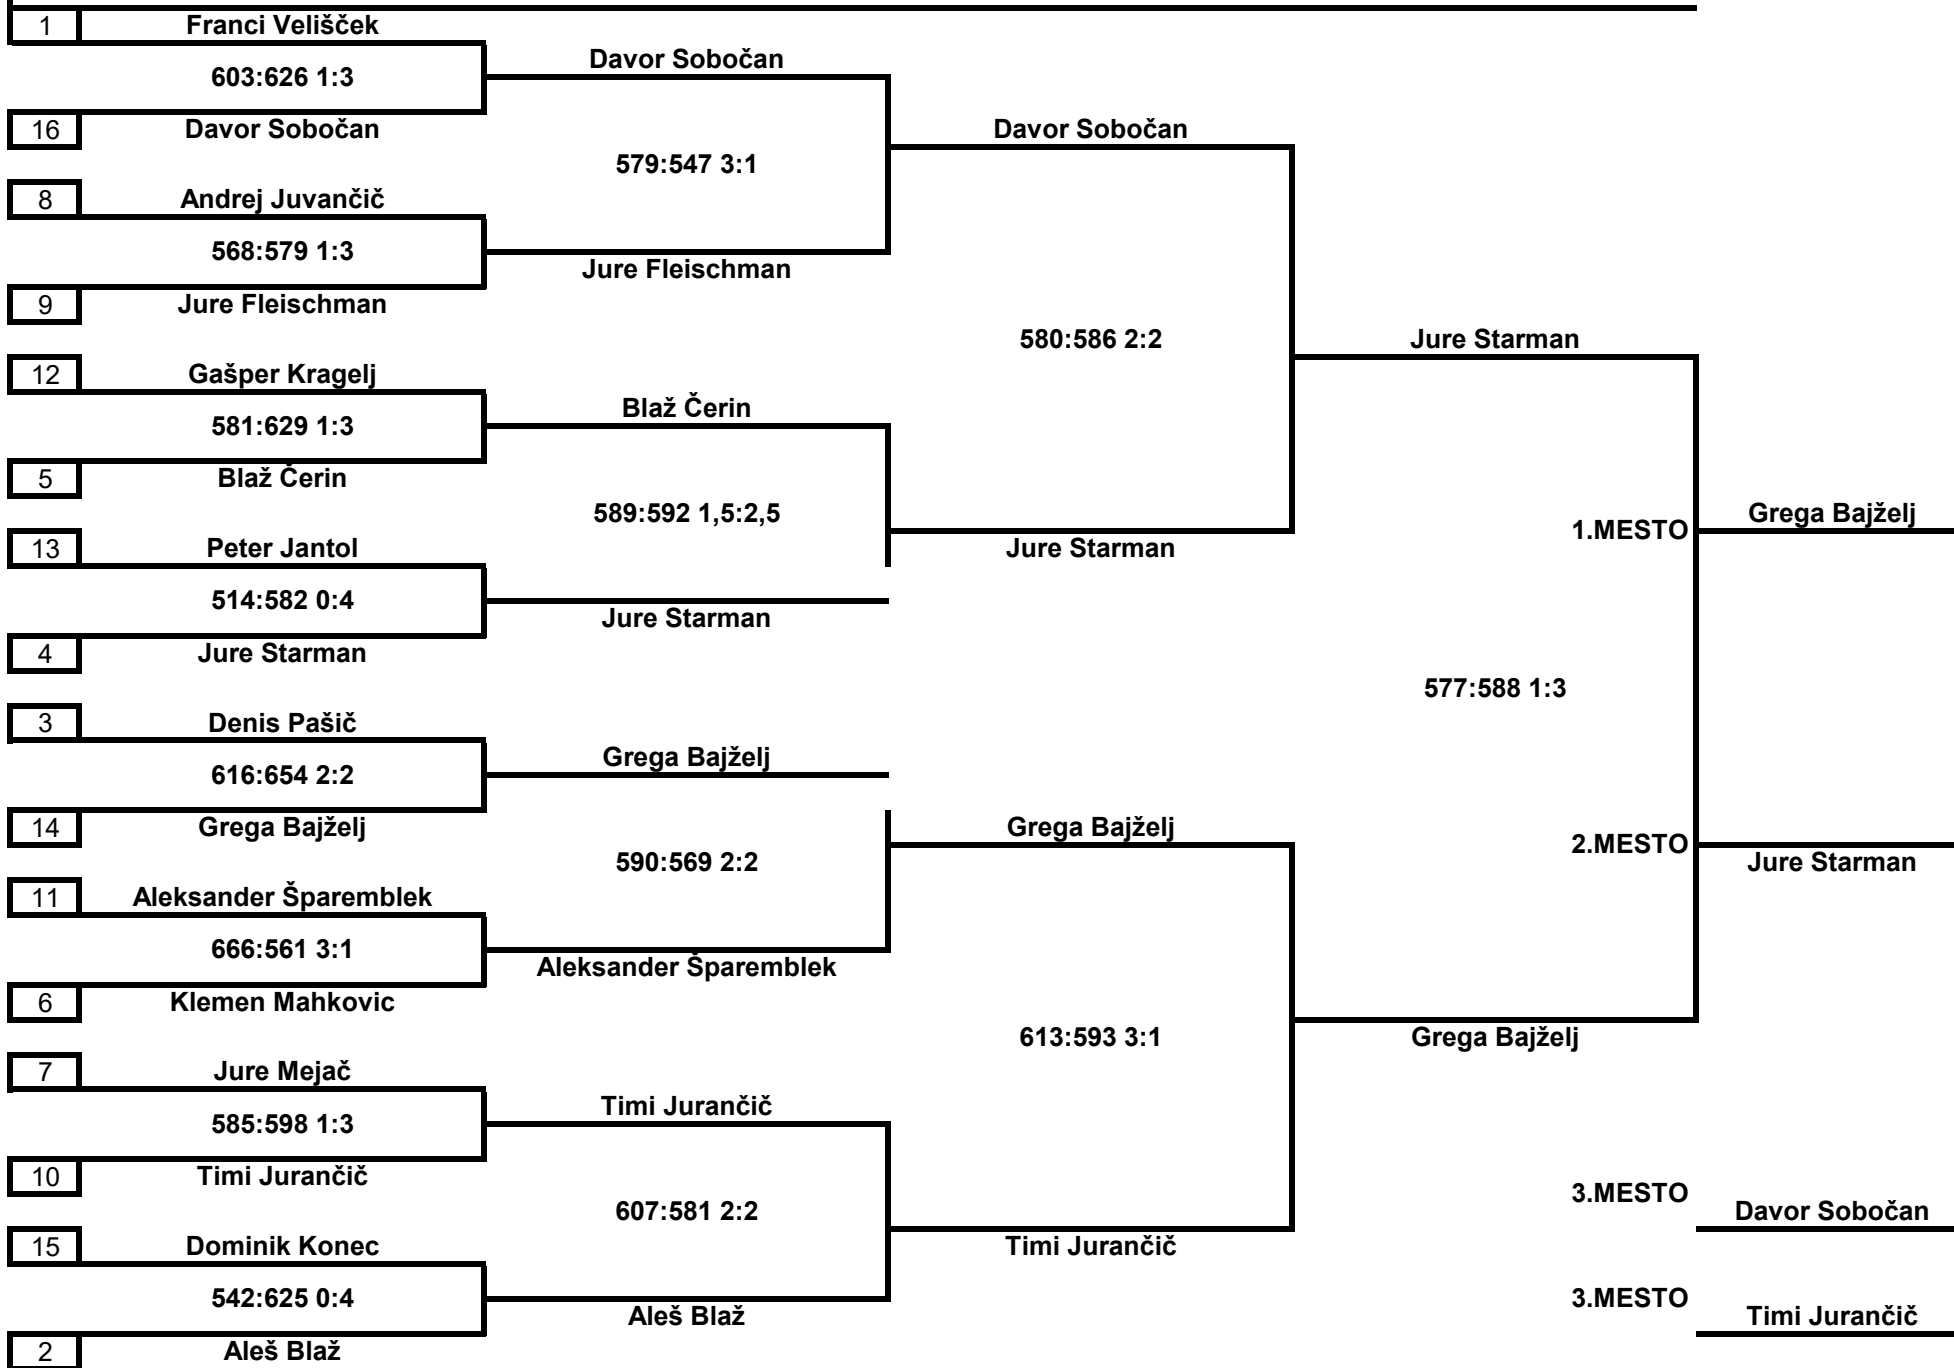 1 Franci Velišček
603:626 1:3
16 Davor Sobočan
8 Andrej Juvančič
568:579 1:3
9 Jure Fleischman
12 Gašper Kragelj
581:629 1:3
5 Blaž Čerin
13 Peter Jantol
514:582 0:4
4 Jure Starman
3 Denis Pašič
616:654 2:2
14 Grega Bajželj
11 Aleksander Šparemblek
666:561 3:1
6 Klemen Mahkovic
7 Jure Mejač
585:598 1:3
10 Timi Jurančič
15 Dominik Konec
542:625 0:4
2 Aleš Blaž
Davor Sobočan
579:547 3:1
Jure Fleischman
Blaž Čerin
589:592 1,5:2,5
Jure Starman
Grega Bajželj
590:569 2:2
Aleksander Šparemblek
Timi Jurančič
607:581 2:2
Aleš Blaž
Davor Sobočan
580:586 2:2
Jure Starman
Grega Bajželj
613:593 3:1
Timi Jurančič
Jure Starman
577:588 1:3
Grega Bajželj
1.MESTO Grega Bajželj
2.MESTO Jure Starman
3.MESTO Davor Sobočan
3.MESTO Timi Jurančič